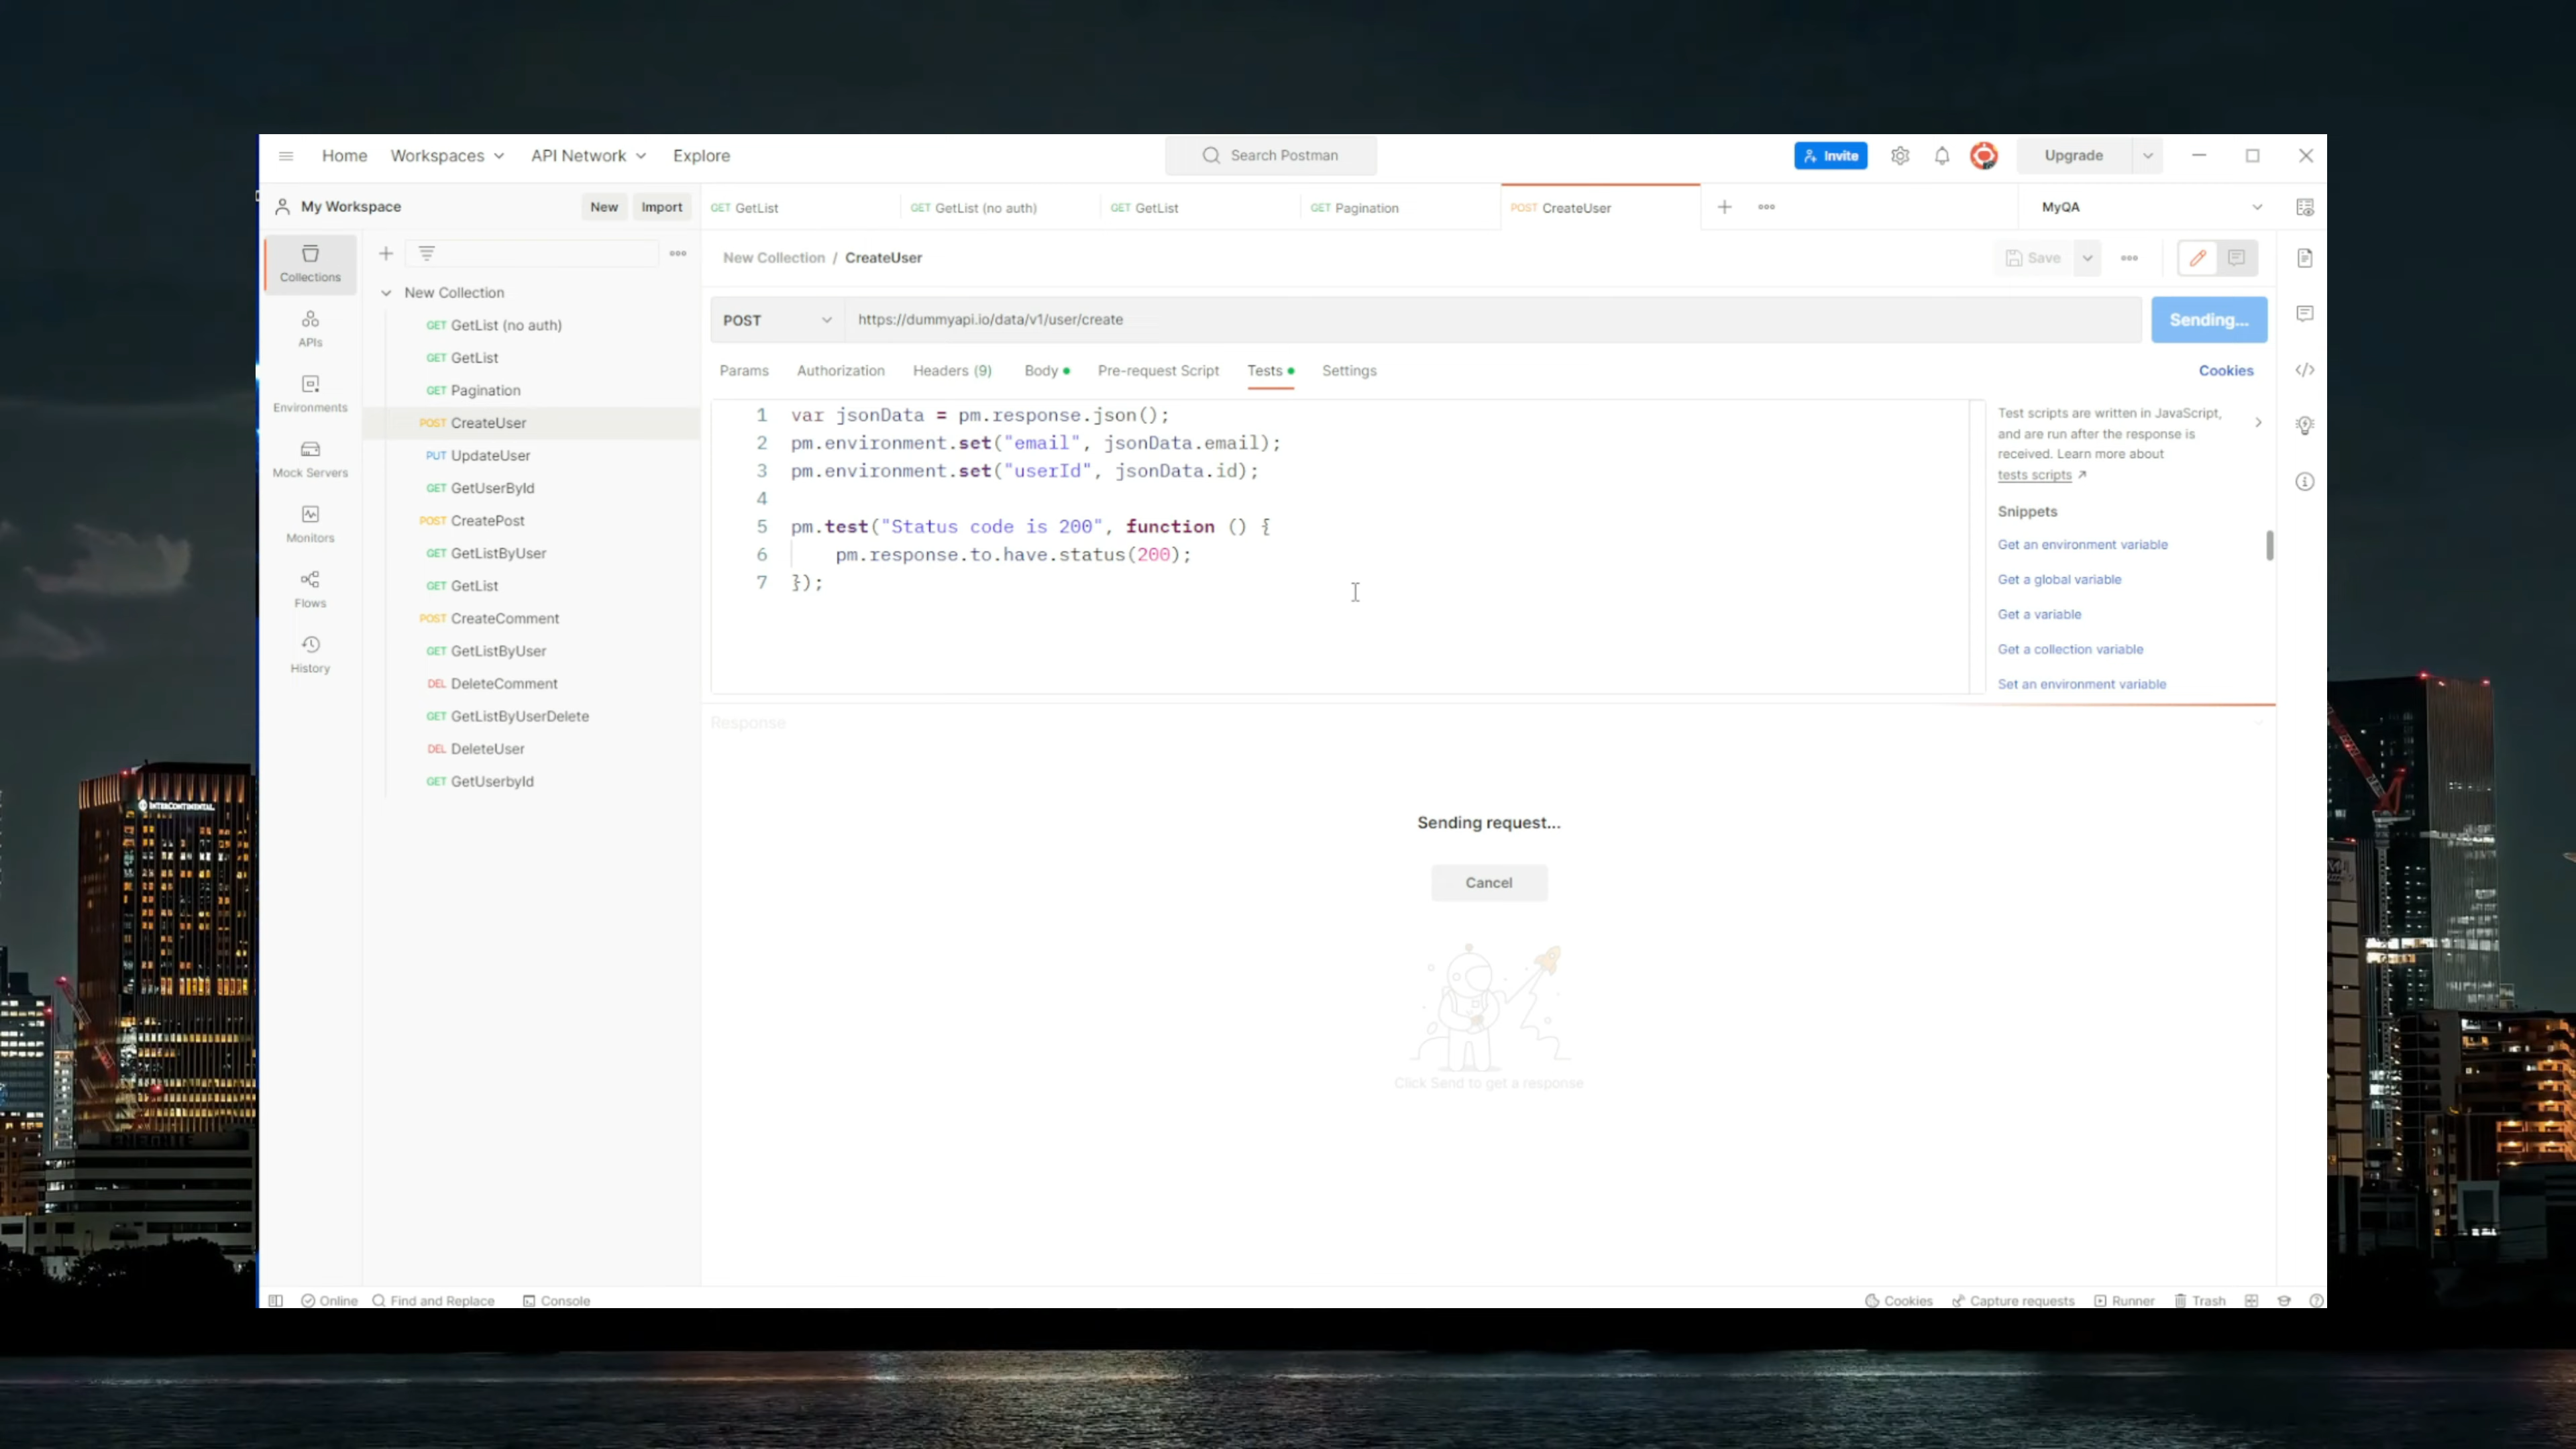 Home Workspaces API Network Explore Search Postman Invite Upgrade
My Workspace New Import GET GetList GET GetList (no auth) GET GetList GET Pagination POST CreateUser MyQA
Collections
APIs
Environments
Mock Servers
Monitors
Flows
History
New Collection
GET GetList (no auth)
GET GetList
GET Pagination
POST CreateUser
PUT UpdateUser
GET GetUserById
POST CreatePost
GET GetListByUser
GET GetList
POST CreateComment
GET GetListByUser
DEL DeleteComment
GET GetListByUserDelete
DEL DeleteUser
GET GetUserbyId
New Collection / CreateUser Save
POST https://dummyapi.io/data/v1/user/create Sending...
Params Authorization Headers (9) Body Pre-request Script Tests Settings Cookies
1 var jsonData = pm.response.json();
2 pm.environment.set("email", jsonData.email);
3 pm.environment.set("userId", jsonData.id);
4
5 pm.test("Status code is 200", function () {
6 pm.response.to.have.status(200);
7 });
Test scripts are written in JavaScript,
and are run after the response is
received. Learn more about
tests scripts
Snippets
Get an environment variable
Get a global variable
Get a variable
Get a collection variable
Set an environment variable
Response
Sending request...
Cancel
Click Send to get a response
Online Find and Replace Console Cookies Capture requests Runner Trash
INTERCONTINENTAL